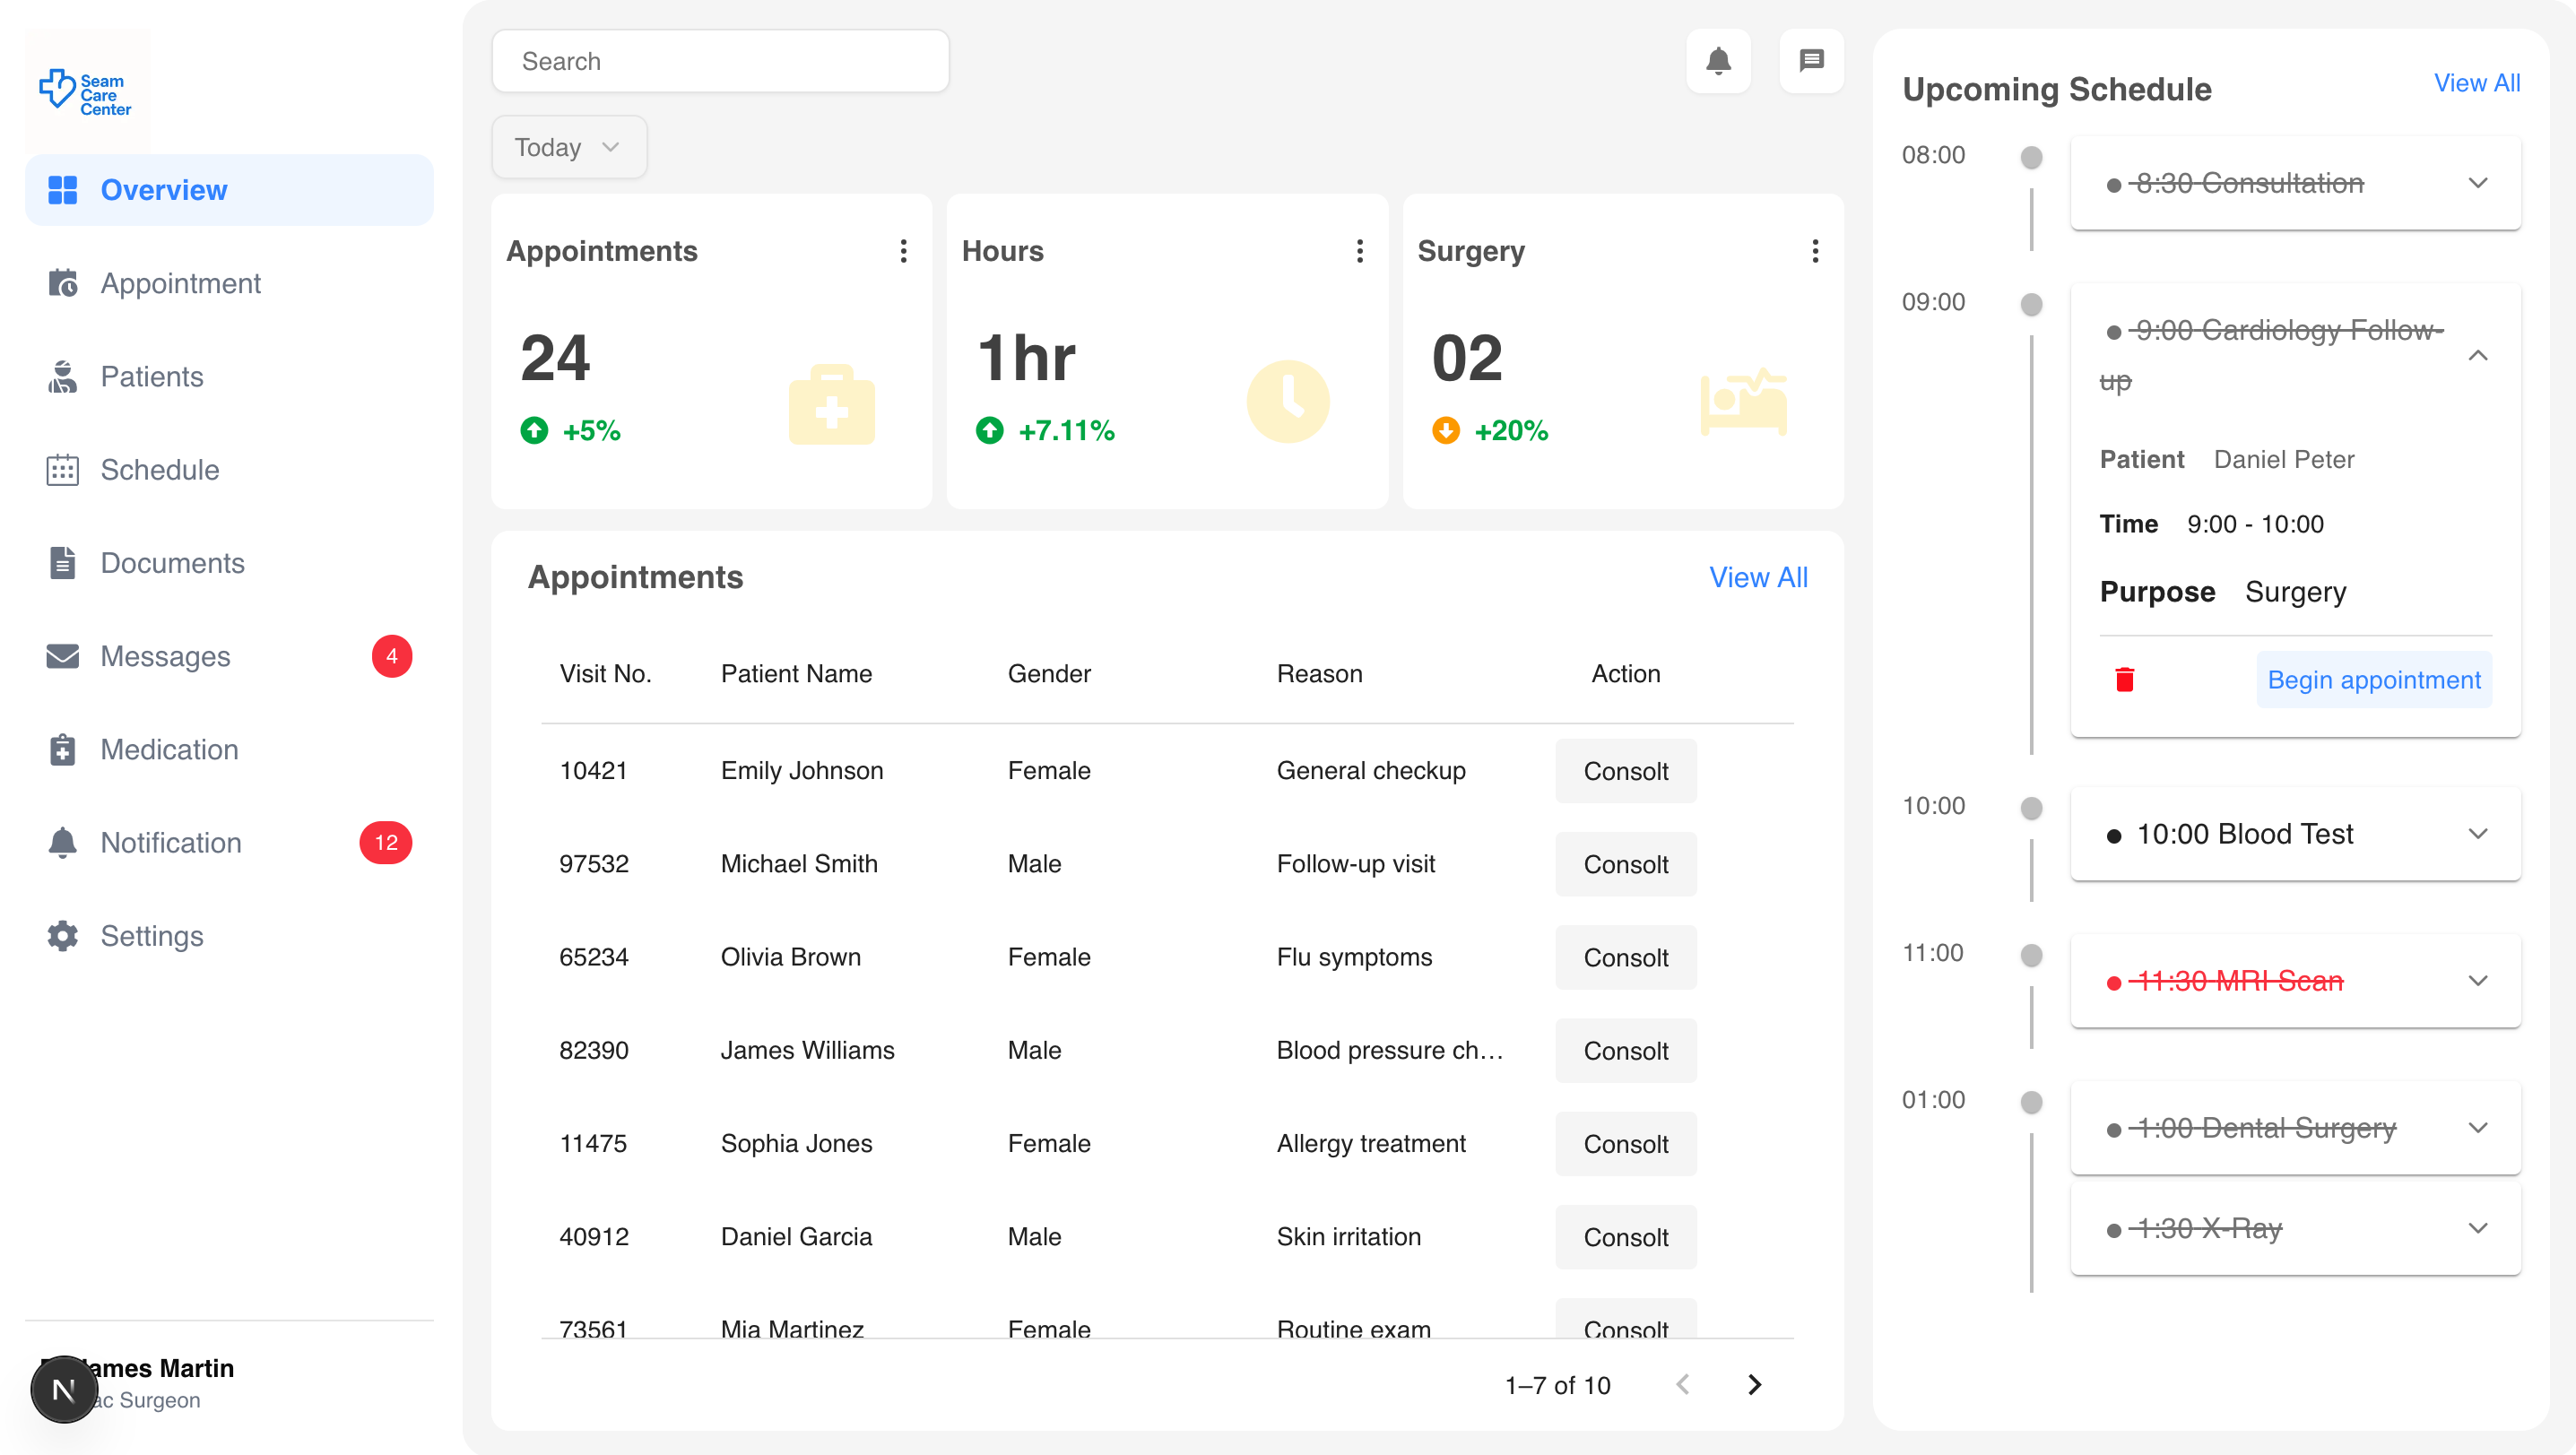 Seam
Care
Center
Overview
Appointment
Patients
Schedule
Documents
Messages 4
Medication
Notification 12
Settings
James Martin
Surgeon
Search
Today
Appointments
24
+5%
Hours
1hr
+7.11%
Surgery
02
+20%
Appointments View All
Visit No. Patient Name Gender Reason Action
10421 Emily Johnson Female General checkup Consolt
97532 Michael Smith Male Follow-up visit Consolt
65234 Olivia Brown Female Flu symptoms Consolt
82390 James Williams Male Blood pressure ch... Consolt
11475 Sophia Jones Female Allergy treatment Consolt
40912 Daniel Garcia Male Skin irritation Consolt
73561 Mia Martinez Female Routine exam Consolt
1–7 of 10
Upcoming Schedule View All
08:00
8:30 Consultation
09:00
9:00 Cardiology Follow-
up
Patient Daniel Peter
Time 9:00 - 10:00
Purpose Surgery
Begin appointment
10:00
10:00 Blood Test
11:00
11:30 MRI Scan
01:00
1:00 Dental Surgery
1:30 X-Ray